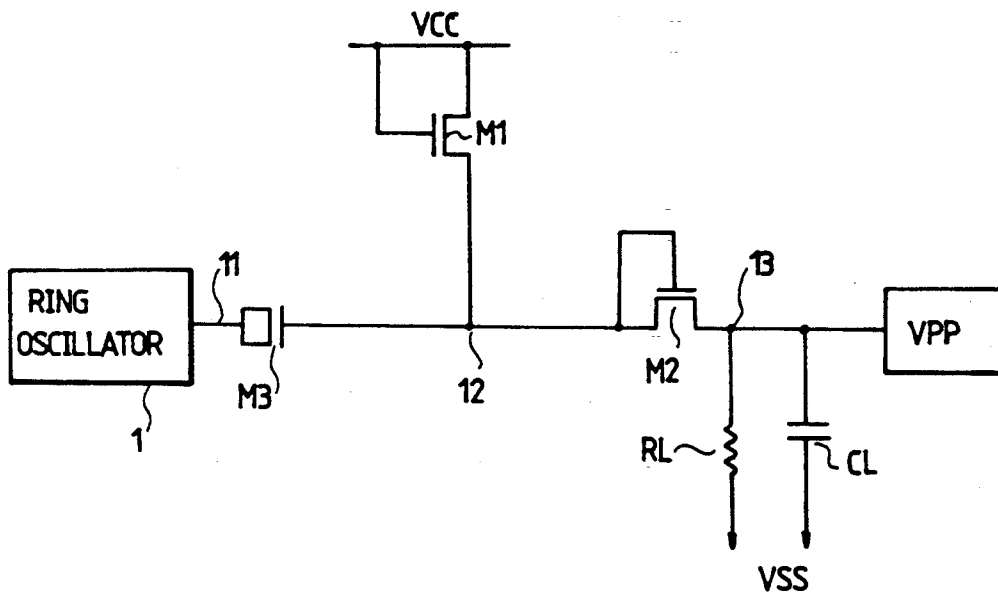 VCC
M1
11
13
RING
OSCILLATOR
VPP
M3
12
M2
1
RL
CL
VSS